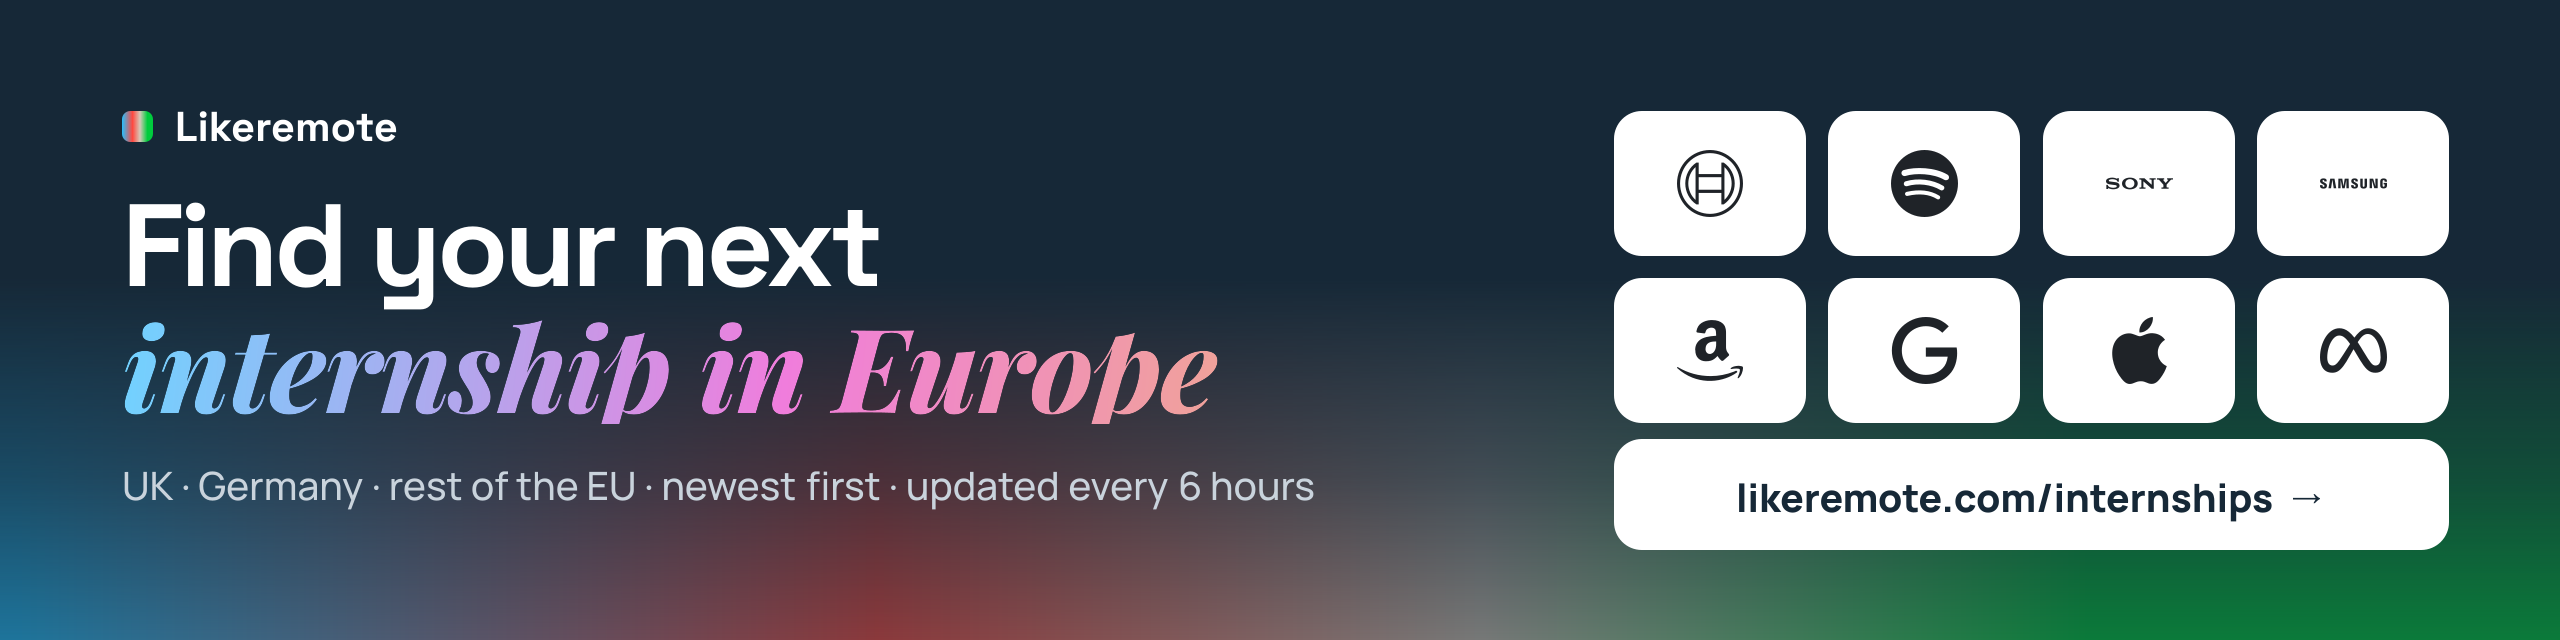 Likeremote
Find your next
internship in Europe
UK · Germany · rest of the EU · newest first · updated every 6 hours
SONY
SAMSUNG
a
G
likeremote.com/internships →